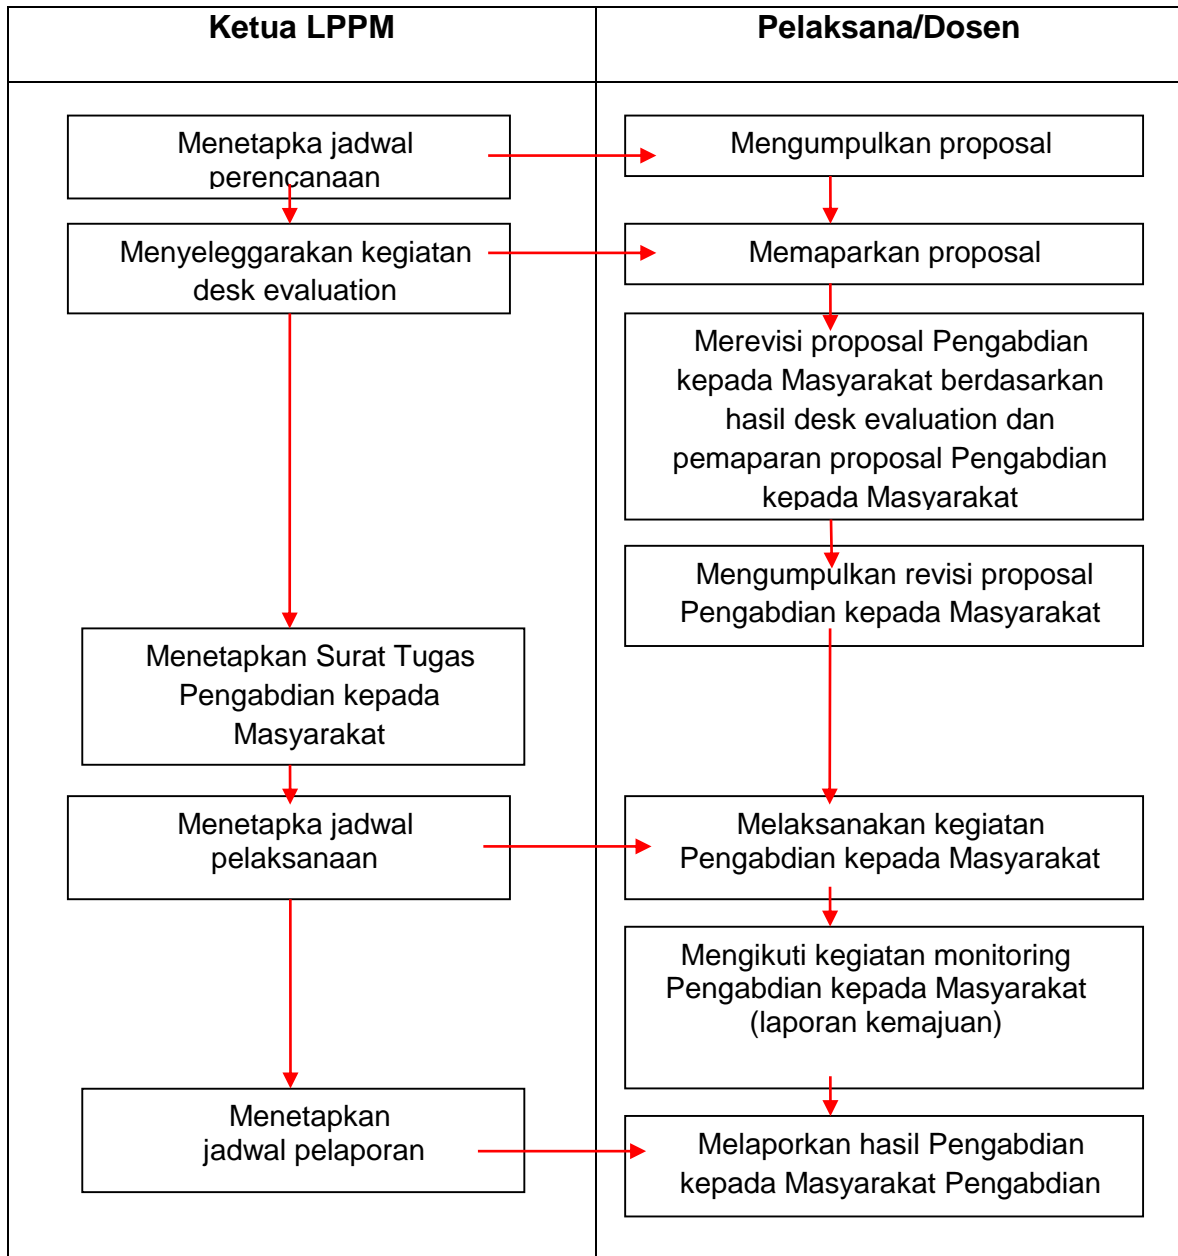 Ketua LPPM
Pelaksana/Dosen
Menetapka jadwal
perencanaan
Mengumpulkan proposal
Menyeleggarakan kegiatan
desk evaluation
Memaparkan proposal
Merevisi proposal Pengabdian
kepada Masyarakat berdasarkan
hasil desk evaluation dan
pemaparan proposal Pengabdian
kepada Masyarakat
Mengumpulkan revisi proposal
Pengabdian kepada Masyarakat
Menetapkan Surat Tugas
Pengabdian kepada
Masyarakat
Menetapka jadwal
pelaksanaan
Melaksanakan kegiatan
Pengabdian kepada Masyarakat
Mengikuti kegiatan monitoring
Pengabdian kepada Masyarakat
(laporan kemajuan)
Menetapkan
jadwal pelaporan
Melaporkan hasil Pengabdian
kepada Masyarakat Pengabdian